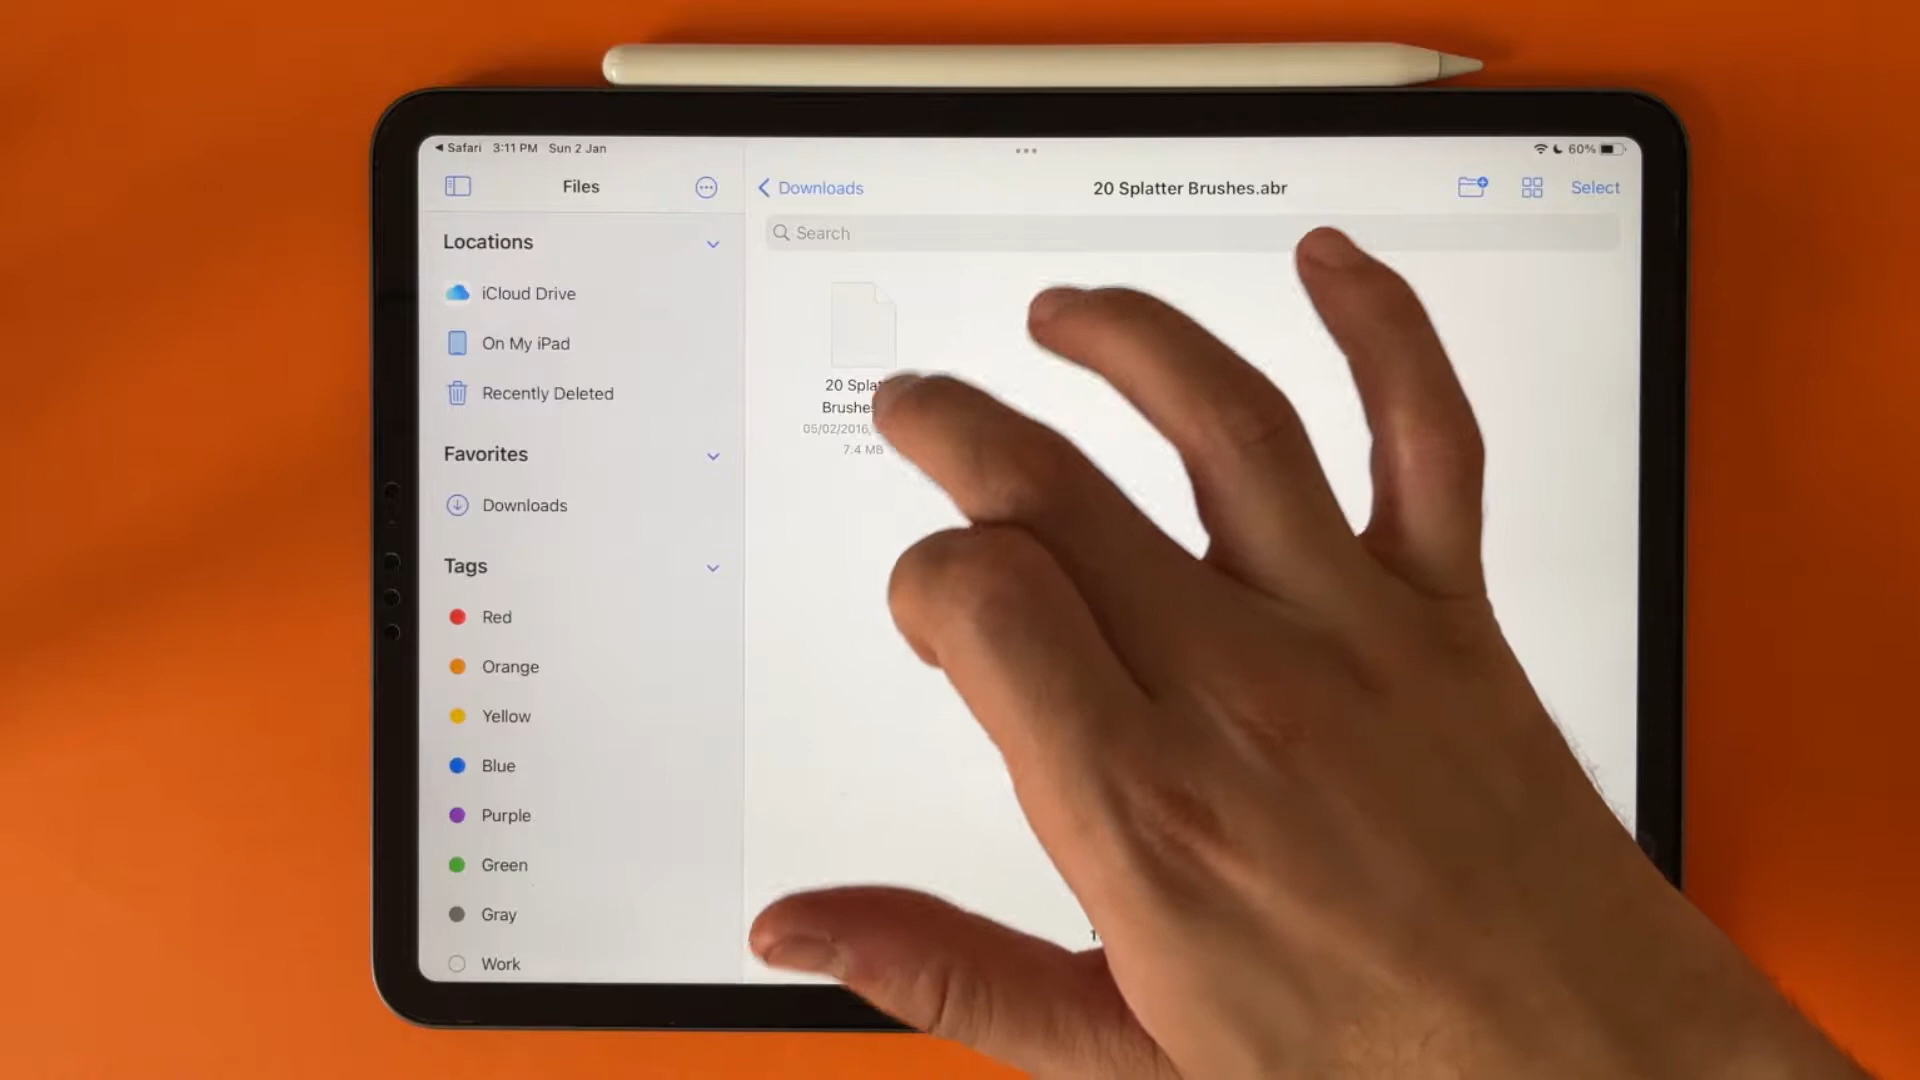 Safari 3:11 PM Sun 2 Jan
60%
Files
Downloads
20 Splatter Brushes.abr
Select
Search
Locations
iCloud Drive
On My iPad
Recently Deleted
Favorites
Downloads
Tags
Red
Orange
Yellow
Blue
Purple
Green
Gray
Work
20
05/02/2016,
7.4 MB